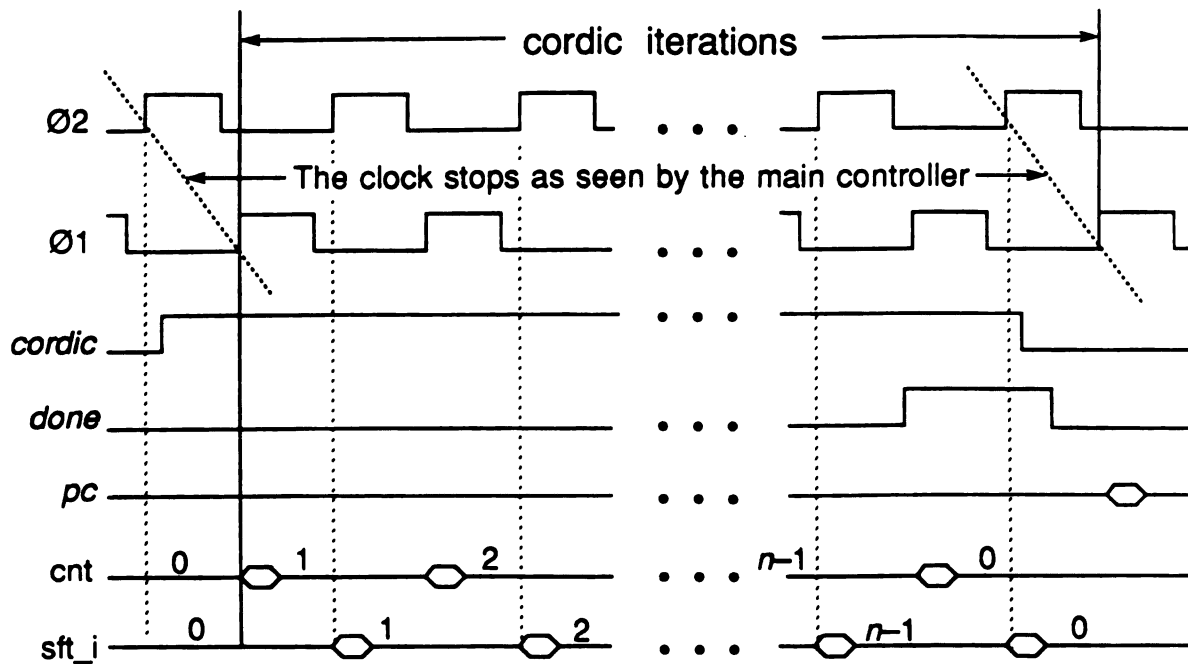 cordic iterations
Ø2
The clock stops as seen by the main controller
Ø1
cordic
done
pc
cnt 0 1 2 n–1 0
sft_i 0 1 2 n–1 0